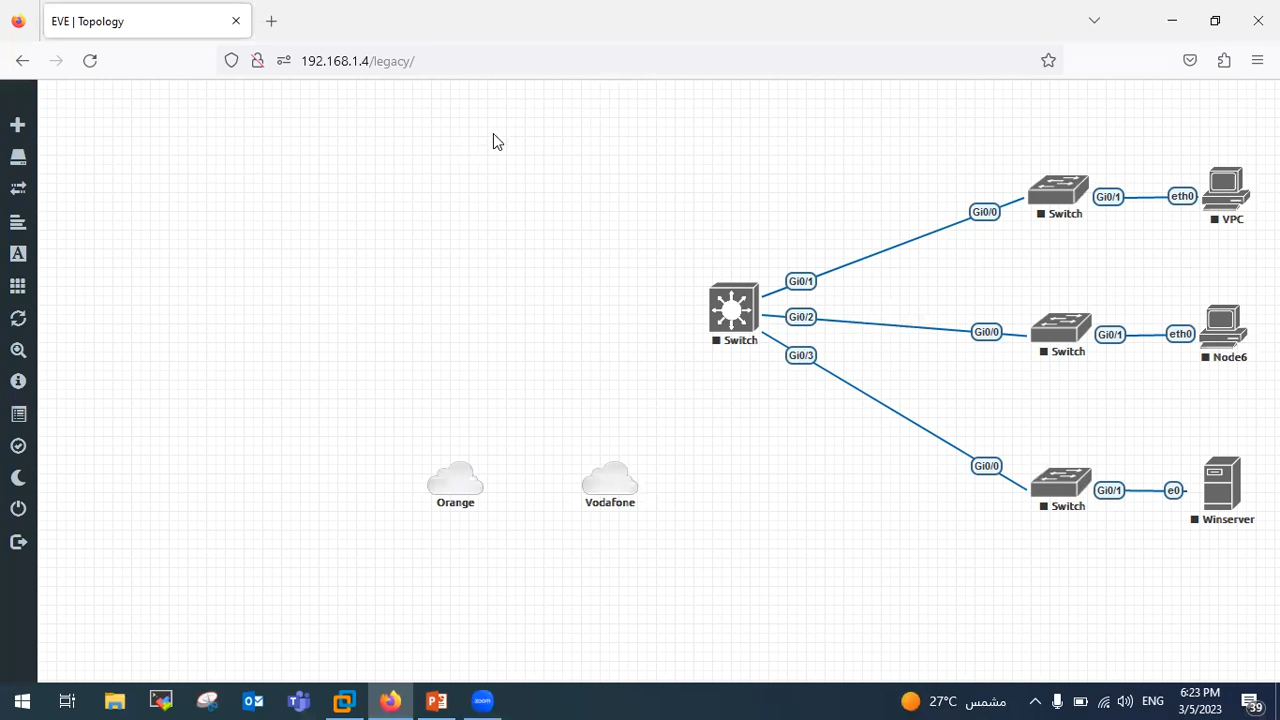 EVE | Topology
192.168.1.4/legacy/
Gi0/0
Gi0/1
eth0
Switch
VPC
Gi0/1
Gi0/2
Gi0/0
Gi0/1
eth0
Switch
Switch
Node6
Gi0/3
Gi0/0
Gi0/1
e0
Orange
Vodafone
Switch
Winserver
A
zoom
27°C مشمس
ENG
6:23 PM
3/5/2023
39